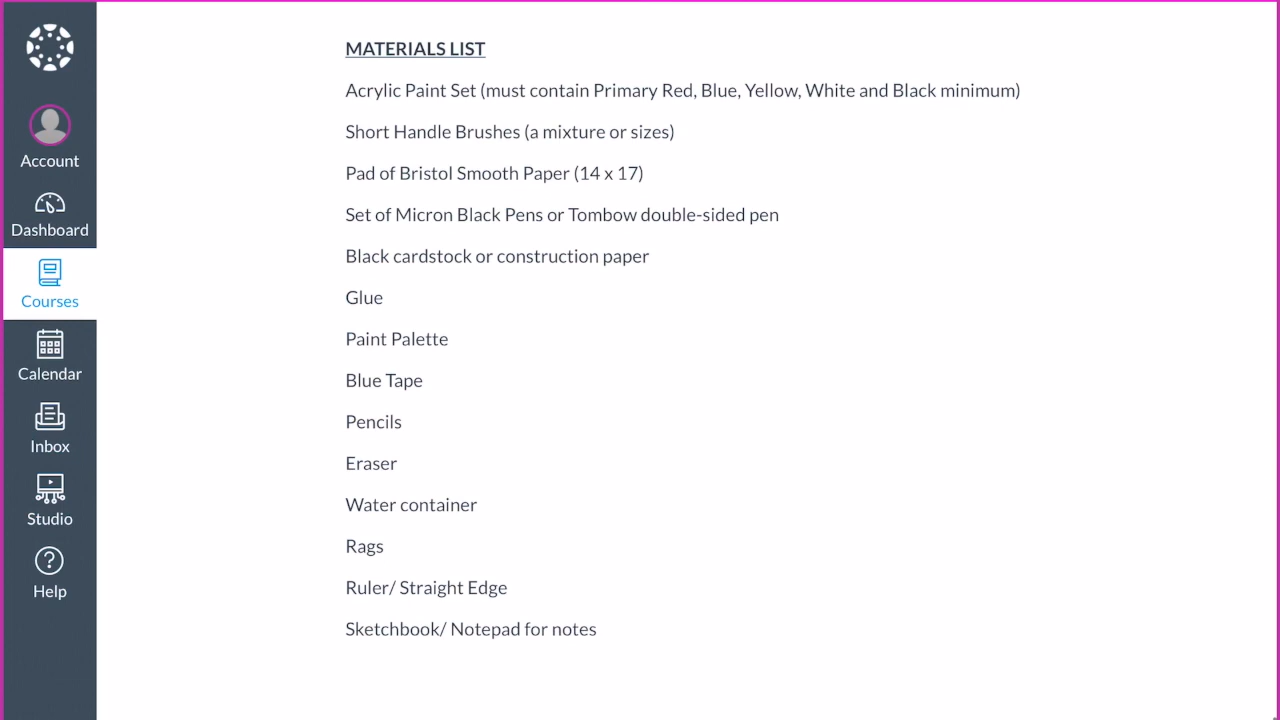 Account
Dashboard
Courses
Calendar
Inbox
Studio
Help
MATERIALS LIST
Acrylic Paint Set (must contain Primary Red, Blue, Yellow, White and Black minimum)
Short Handle Brushes (a mixture or sizes)
Pad of Bristol Smooth Paper (14 x 17)
Set of Micron Black Pens or Tombow double-sided pen
Black cardstock or construction paper
Glue
Paint Palette
Blue Tape
Pencils
Eraser
Water container
Rags
Ruler/ Straight Edge
Sketchbook/ Notepad for notes